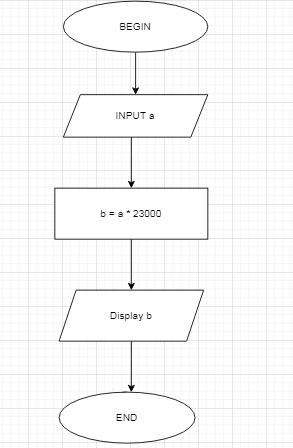 BEGIN
INPUT a
b = a * 23000
Display b
END